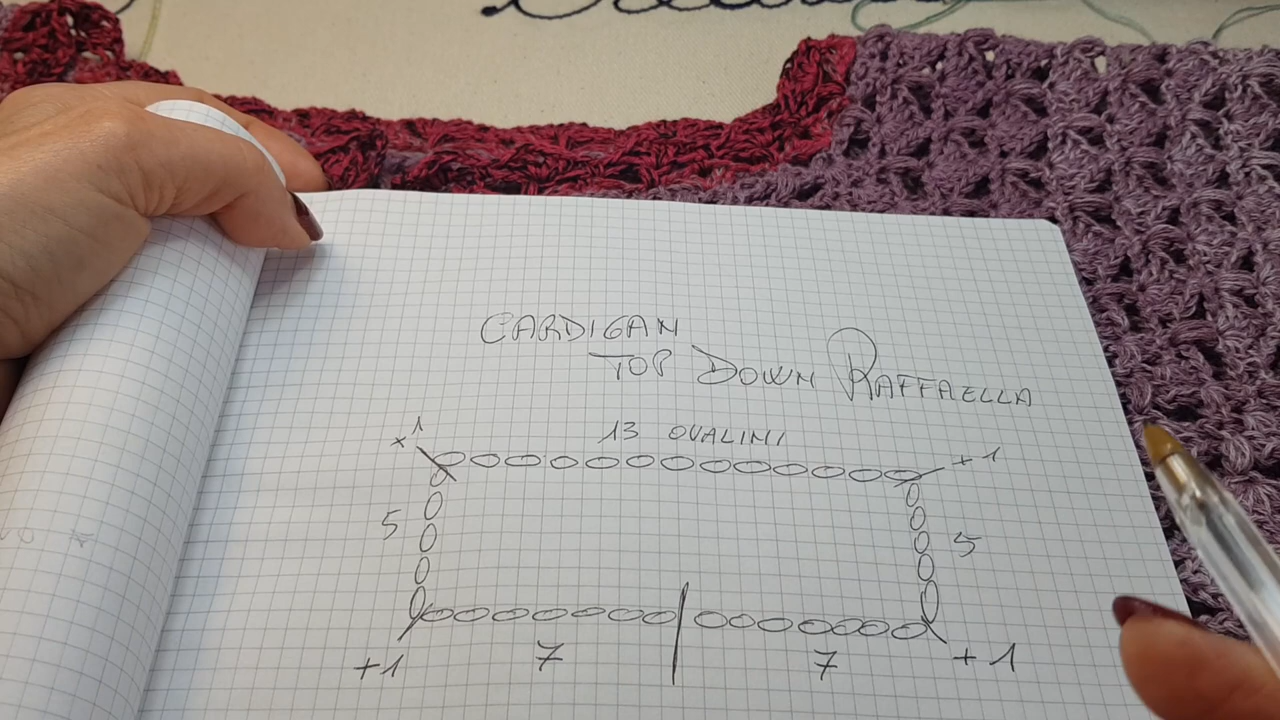 CARDIGAN
TOP DOWN RAFFAELLA
13 OVALINI
+1
+1
5
5
+1
7
7
+1